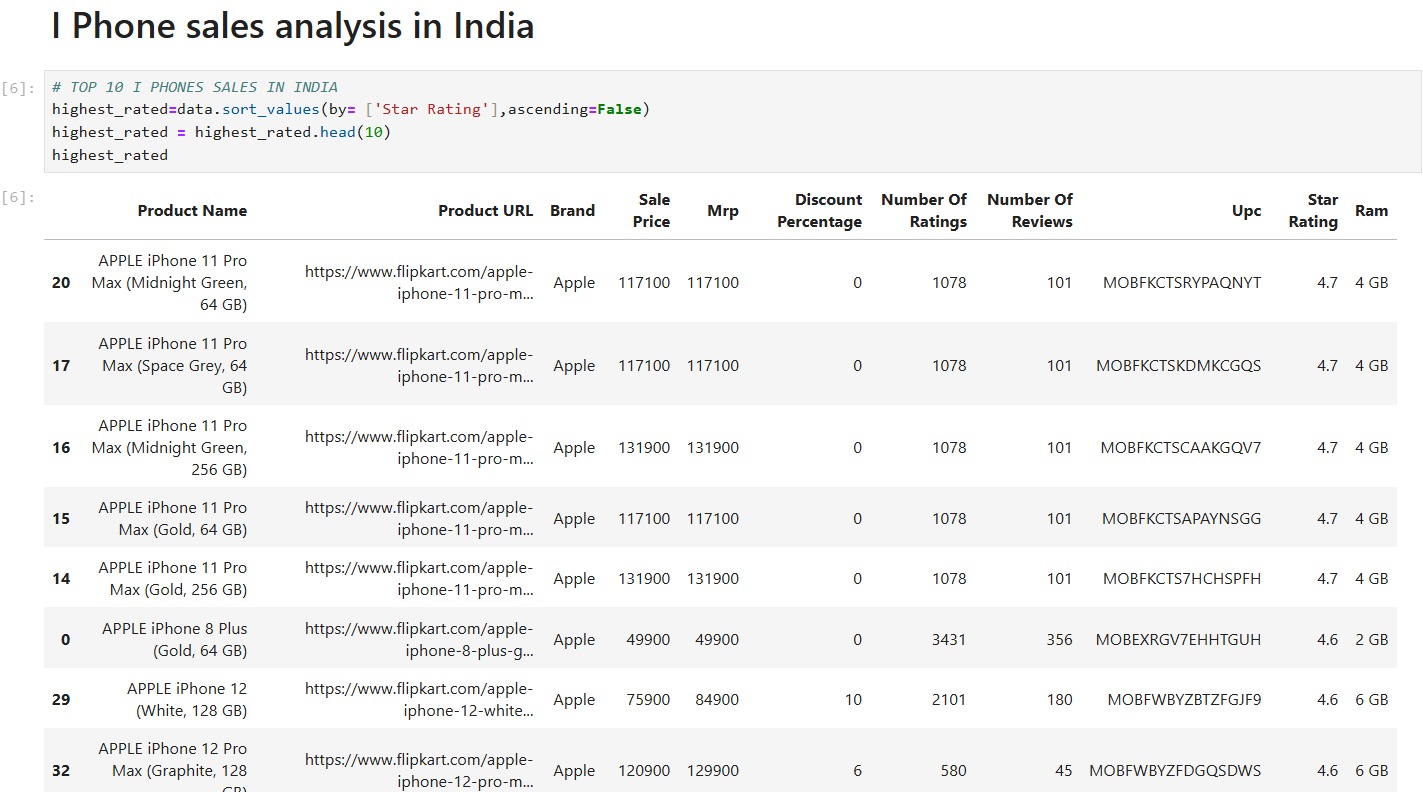 I Phone sales analysis in India
[6]:
# TOP 10 I PHONES SALES IN INDIA
highest_rated=data.sort_values(by= ['Star Rating'],ascending=False)
highest_rated = highest_rated.head(10)
highest_rated
[6]:
Product Name Product URL Brand Sale Price Mrp Discount Percentage Number Of Ratings Number Of Reviews Upc Star Rating Ram
20 APPLE iPhone 11 Pro Max (Midnight Green, 64 GB) https://www.flipkart.com/apple-iphone-11-pro-m... Apple 117100 117100 0 1078 101 MOBFKCTSRYPAQNYT 4.7 4 GB
17 APPLE iPhone 11 Pro Max (Space Grey, 64 GB) https://www.flipkart.com/apple-iphone-11-pro-m... Apple 117100 117100 0 1078 101 MOBFKCTSKDMKCGQS 4.7 4 GB
16 APPLE iPhone 11 Pro Max (Midnight Green, 256 GB) https://www.flipkart.com/apple-iphone-11-pro-m... Apple 131900 131900 0 1078 101 MOBFKCTSCAAKGQV7 4.7 4 GB
15 APPLE iPhone 11 Pro Max (Gold, 64 GB) https://www.flipkart.com/apple-iphone-11-pro-m... Apple 117100 117100 0 1078 101 MOBFKCTSAPAYNSGG 4.7 4 GB
14 APPLE iPhone 11 Pro Max (Gold, 256 GB) https://www.flipkart.com/apple-iphone-11-pro-m... Apple 131900 131900 0 1078 101 MOBFKCTS7HCHSPFH 4.7 4 GB
0 APPLE iPhone 8 Plus (Gold, 64 GB) https://www.flipkart.com/apple-iphone-8-plus-g... Apple 49900 49900 0 3431 356 MOBEXRGV7EHHTGUH 4.6 2 GB
29 APPLE iPhone 12 (White, 128 GB) https://www.flipkart.com/apple-iphone-12-white... Apple 75900 84900 10 2101 180 MOBFWBYZBTZFGJF9 4.6 6 GB
32 APPLE iPhone 12 Pro Max (Graphite, 128 GB) https://www.flipkart.com/apple-iphone-12-pro-m... Apple 120900 129900 6 580 45 MOBFWBYZFDGQSDWS 4.6 6 GB